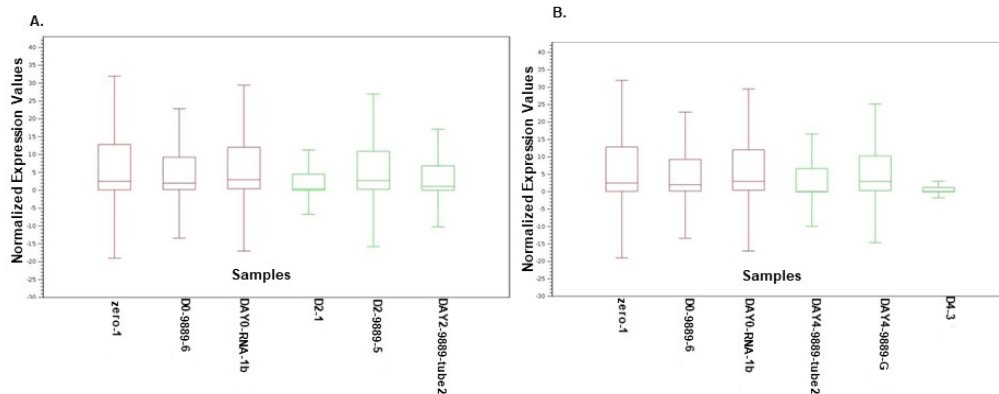 A.
Normalized Expression Values
40
35
30
25
20
15
10
5
0
-5
-10
-15
-20
-25
-30
Samples
zero-1
D0-9889-6
DAY0-RNA-1b
D2-1
D2-9889-5
DAY2-9889-tube2
B.
Normalized Expression Values
40
35
30
25
20
15
10
5
0
-5
-10
-15
-20
-25
-30
Samples
zero-1
D0-9889-6
DAY0-RNA-1b
DAY4-9889-tube2
DAY4-9889-G
D4-3